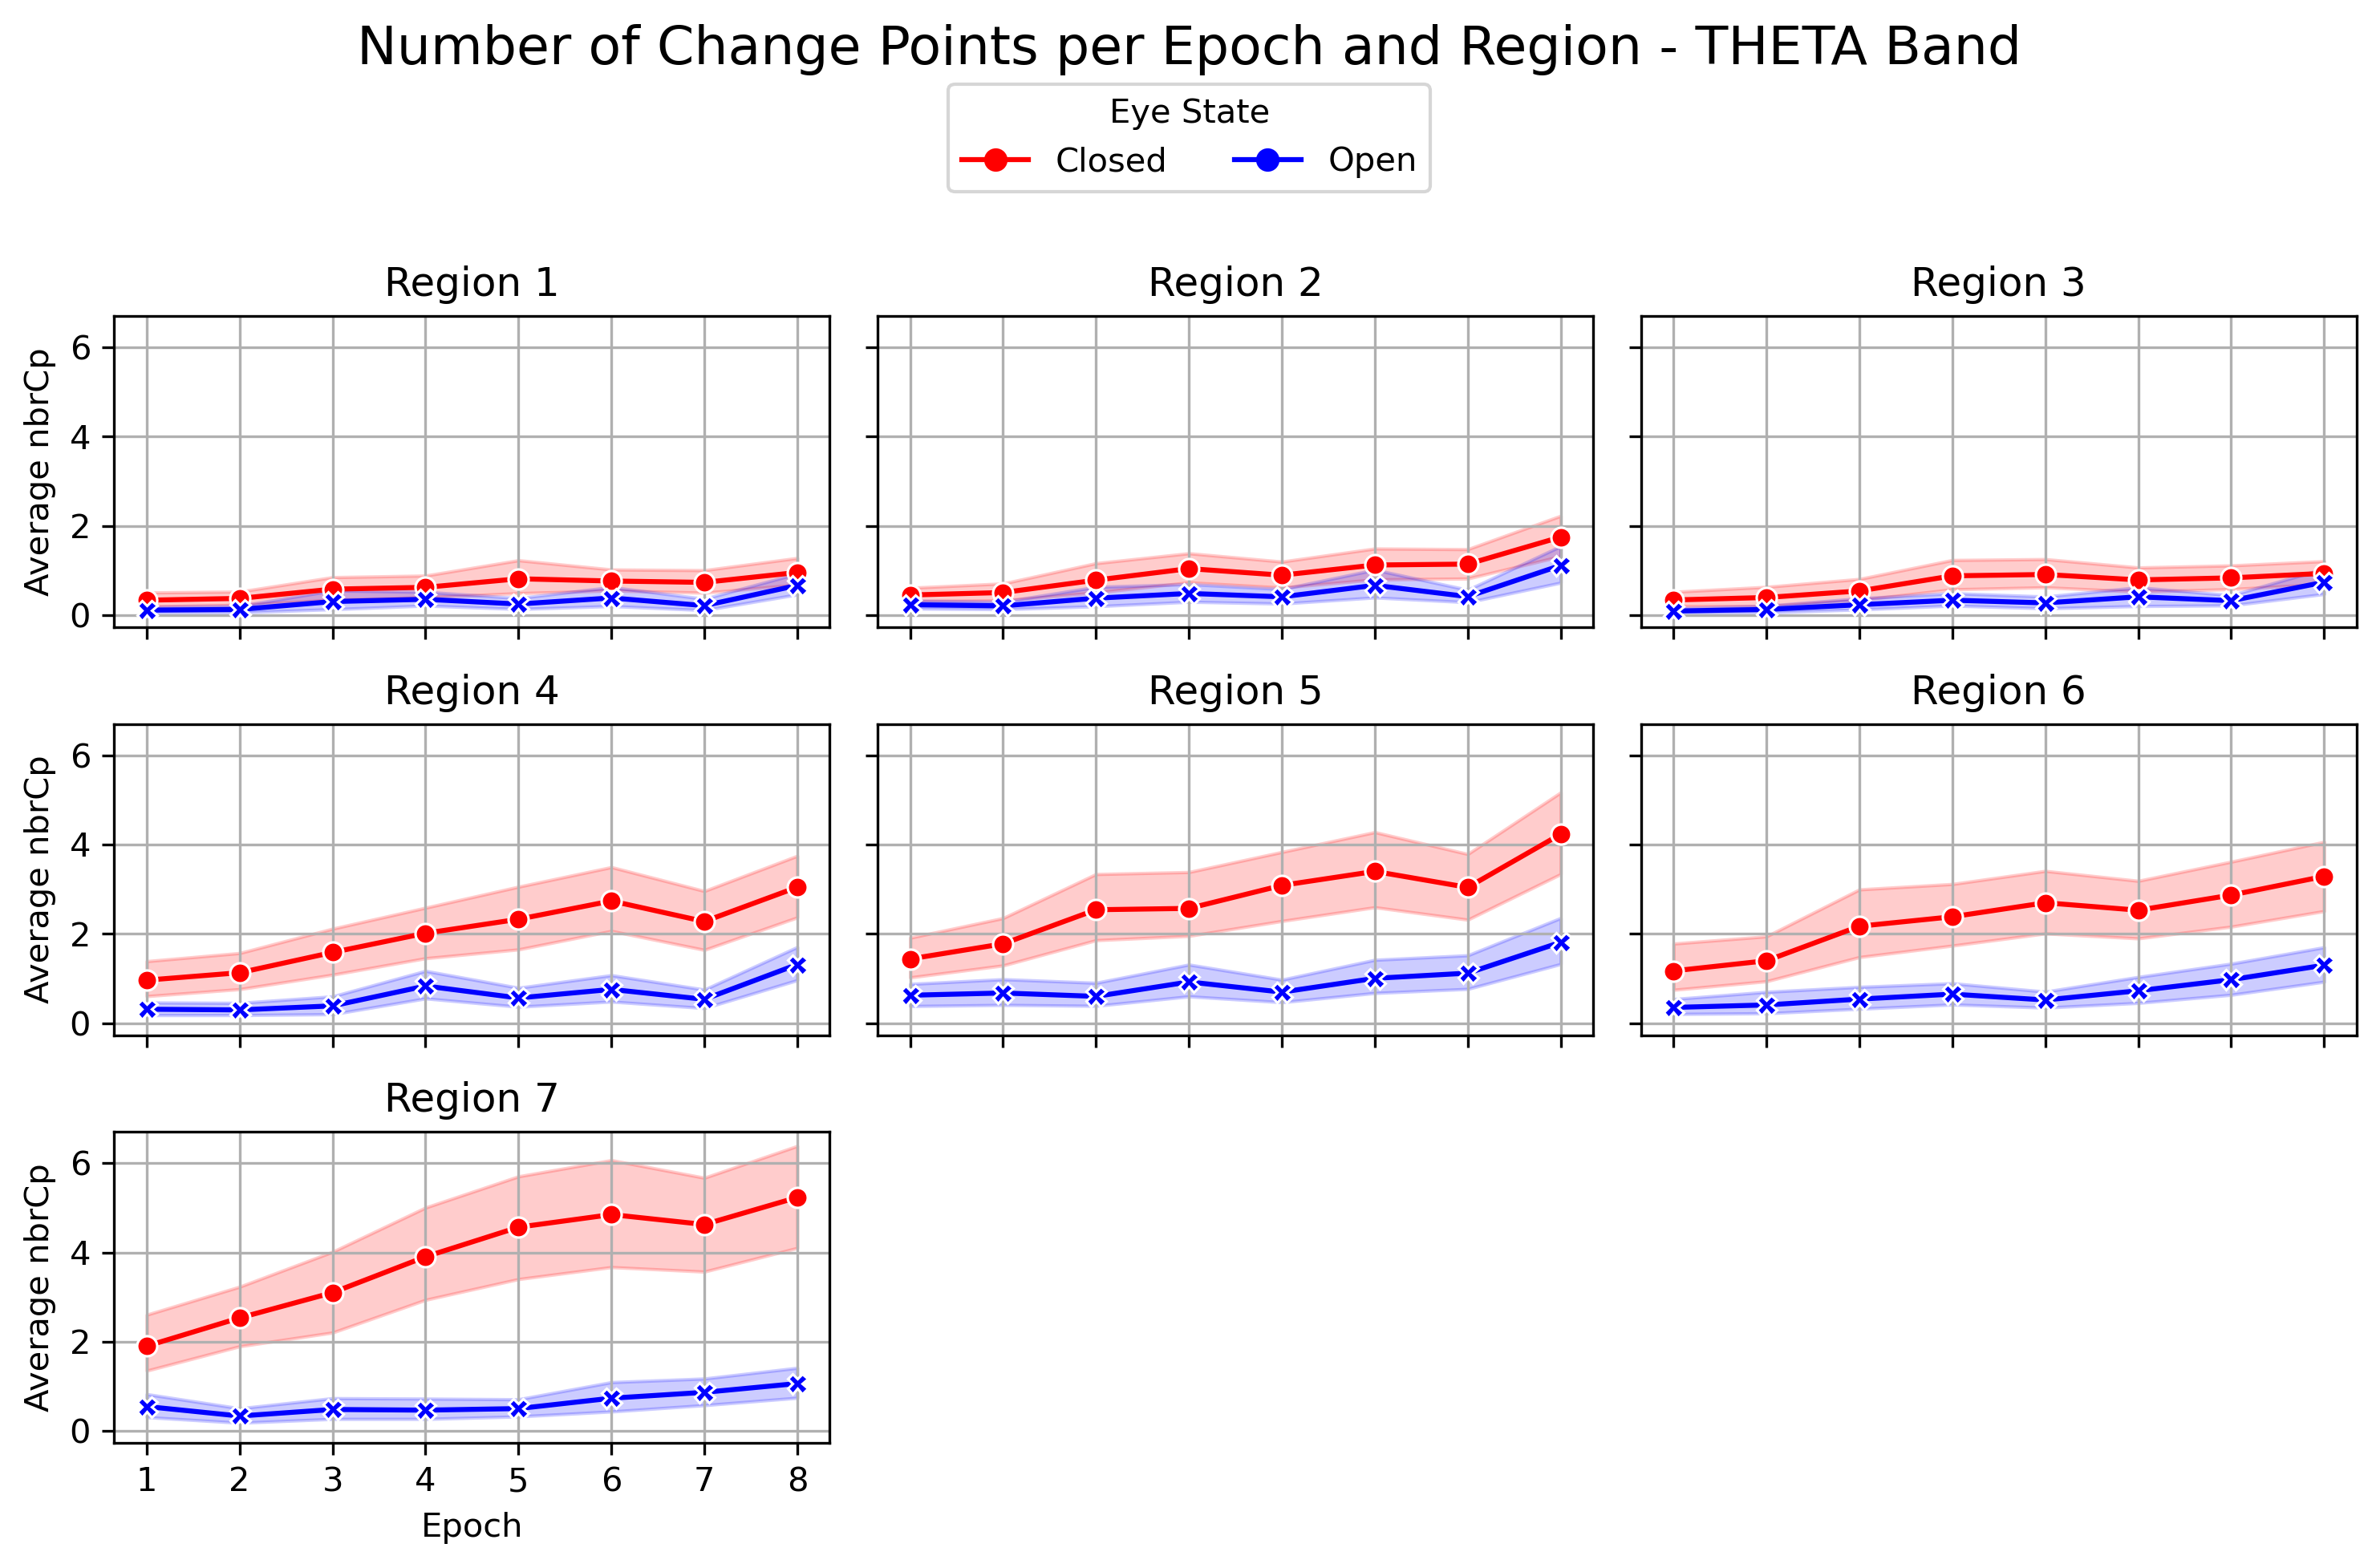 Number of Change Points per Epoch and Region - THETA Band
Eye State
Closed Open
Region 1 Region 2 Region 3
Average nbrCp
6
4
2
0
Region 4 Region 5 Region 6
Average nbrCp
6
4
2
0
Region 7
Average nbrCp
6
4
2
0
1 2 3 4 5 6 7 8
Epoch